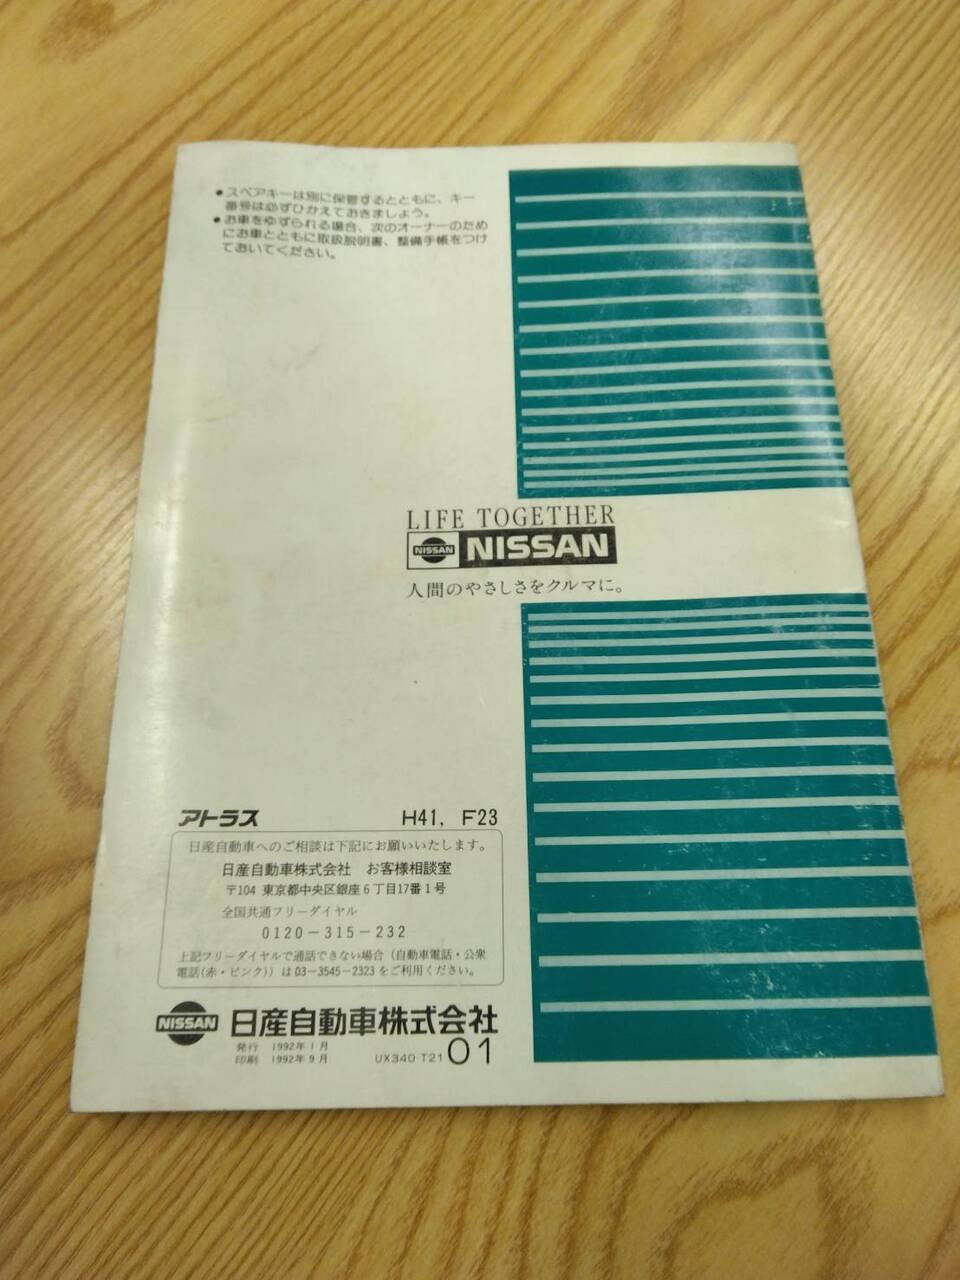 ●スペアキーは別に保管するとともに、キー
番号は必ずひかえておきましょう。
●お車をゆずられる場合、次のオーナーのため
にお車とともに取扱説明書、整備手帳をつけ
ておいてください。
LIFE TOGETHER
NISSAN NISSAN
人間のやさしさをクルマに。
アトラス H41, F23
日産自動車へのご相談は下記にお願いいたします。
日産自動車株式会社 お客様相談室
〒104 東京都中央区銀座6丁目17番1号
全国共通フリーダイヤル
0120-315-232
上記フリーダイヤルで通話できない場合(自動車電話・公衆
電話(赤・ピンク))は03-3545-2323をご利用ください。
NISSAN 日産自動車株式会社
発行 1992年1月
印刷 1992年9月 UX340-T21 01